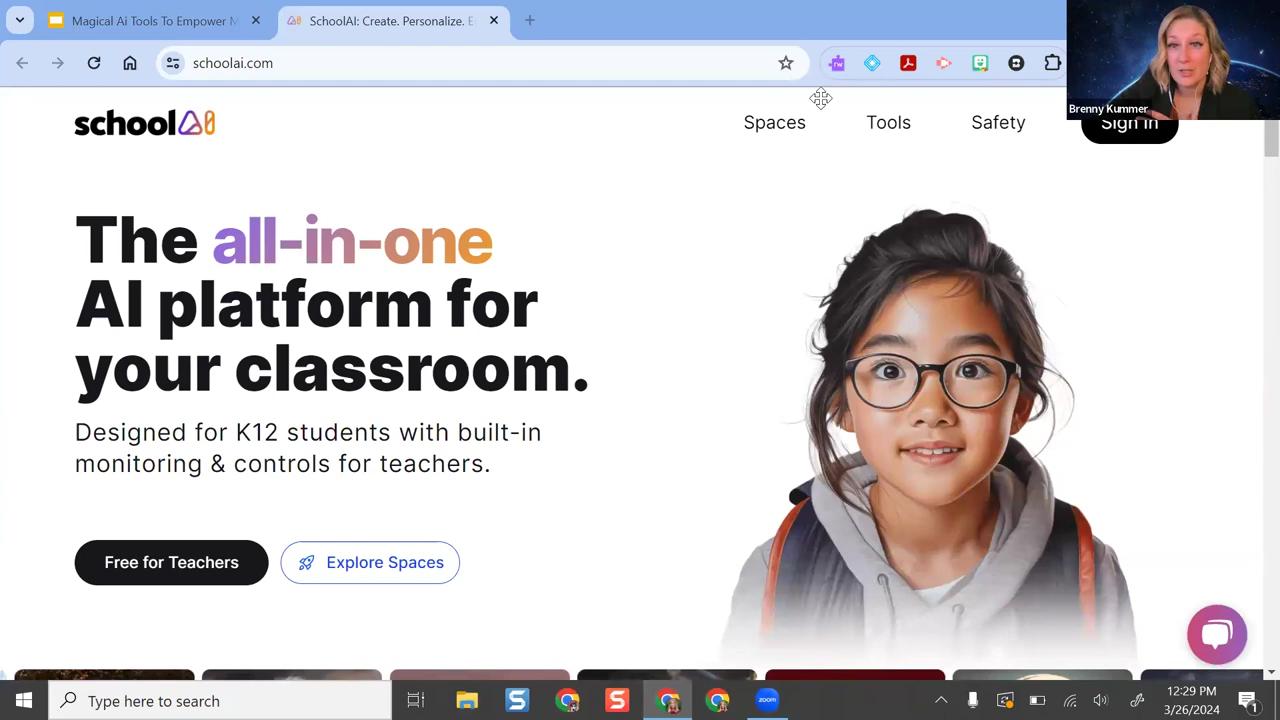 Magical Ai Tools To Empower M
SchoolAI: Create. Personalize. E
schoolai.com
Brenny Kummer
schoolAI
Spaces
Tools
Safety
Sign In
The all-in-one
AI platform for
your classroom.
Designed for K12 students with built-in
monitoring & controls for teachers.
Free for Teachers
Explore Spaces
Type here to search
S
S
zoom
12:29 PM
3/26/2024
1